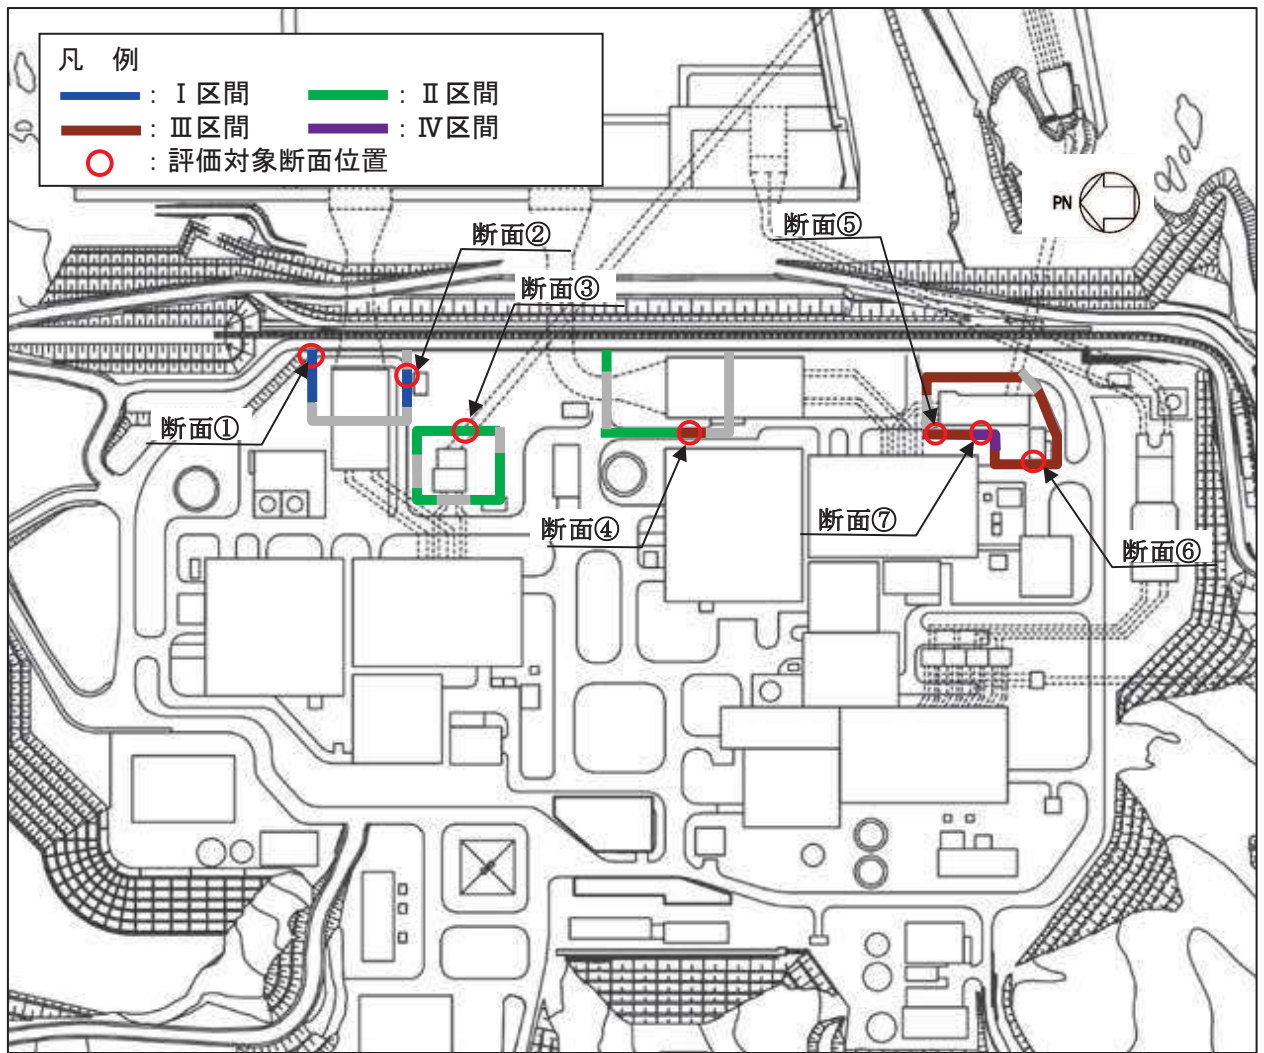 凡 例
: Ⅰ区間 : Ⅱ区間
: Ⅲ区間 : Ⅳ区間
: 評価対象断面位置
PN
断面⑤
断面②
断面③
断面①
断面④
断面⑦
断面⑥